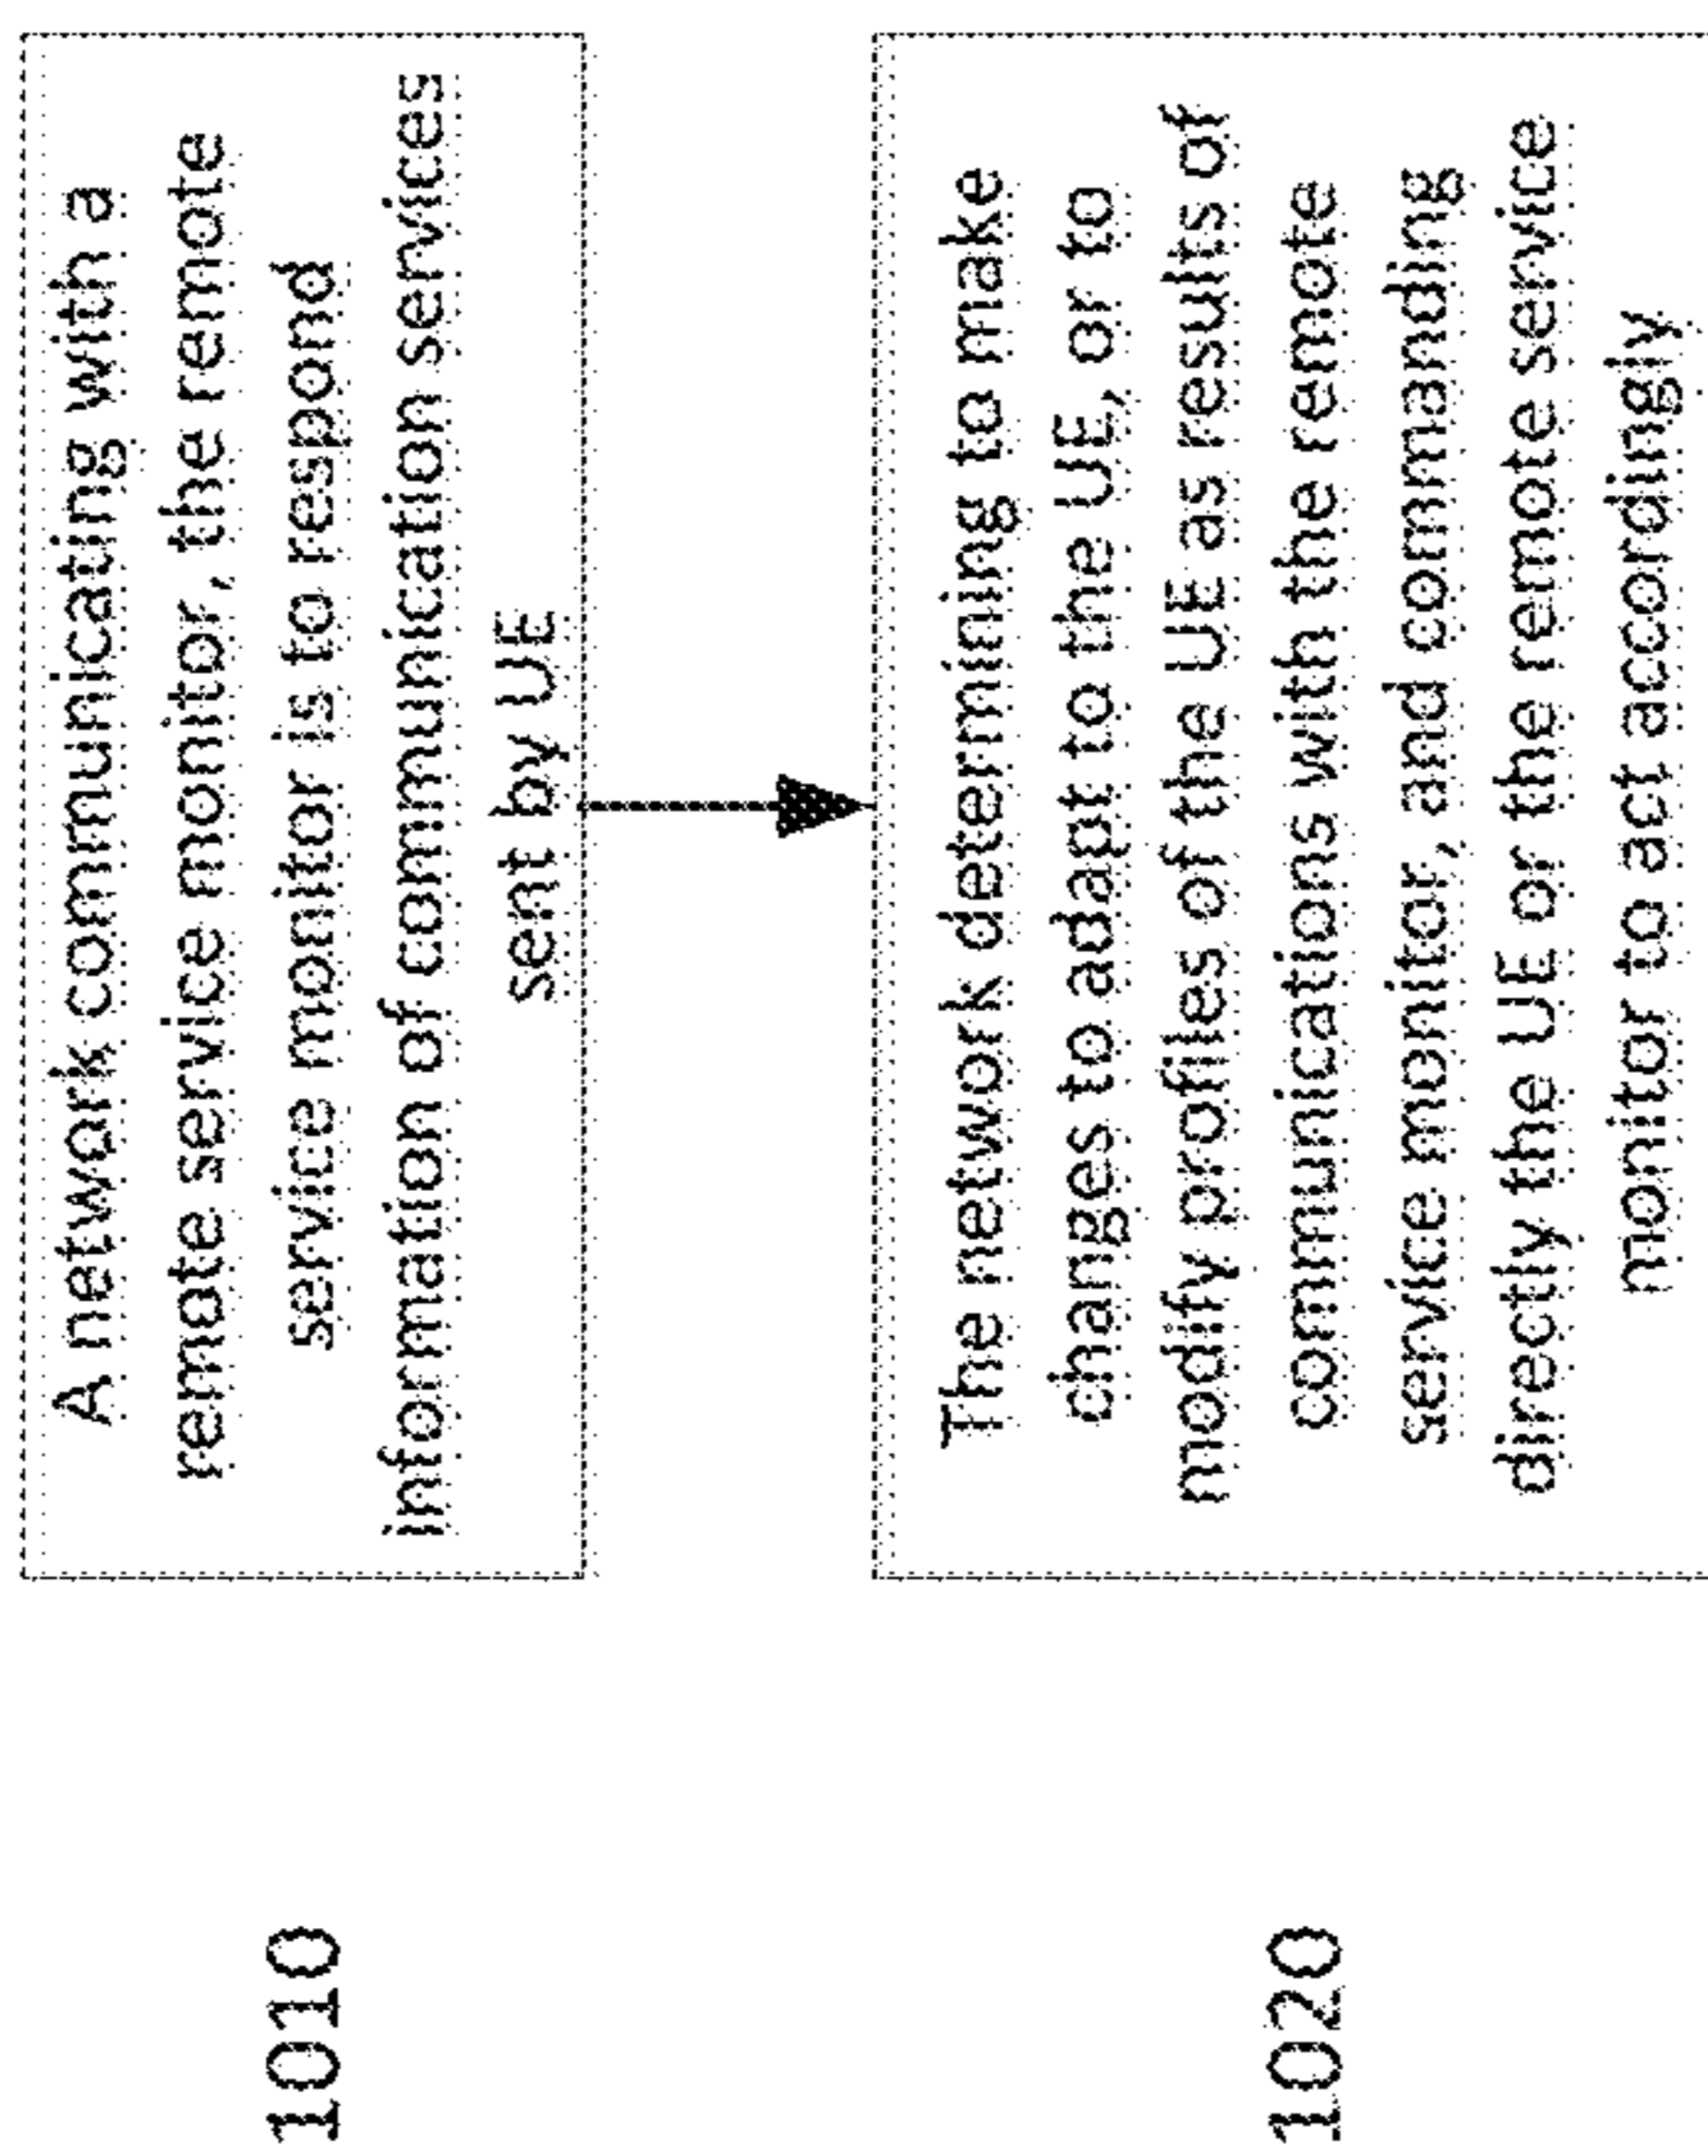 1010
A network communicating with a
remote service monitor, the remote
service monitor is to respond
information of communication services
sent by UE
1020
The network determining to make
changes to adapt to the UE, or to
modify profiles of the UE as results of
communications with the remote
service monitor, and commanding
directly the UE or the remote service
monitor to act accordingly